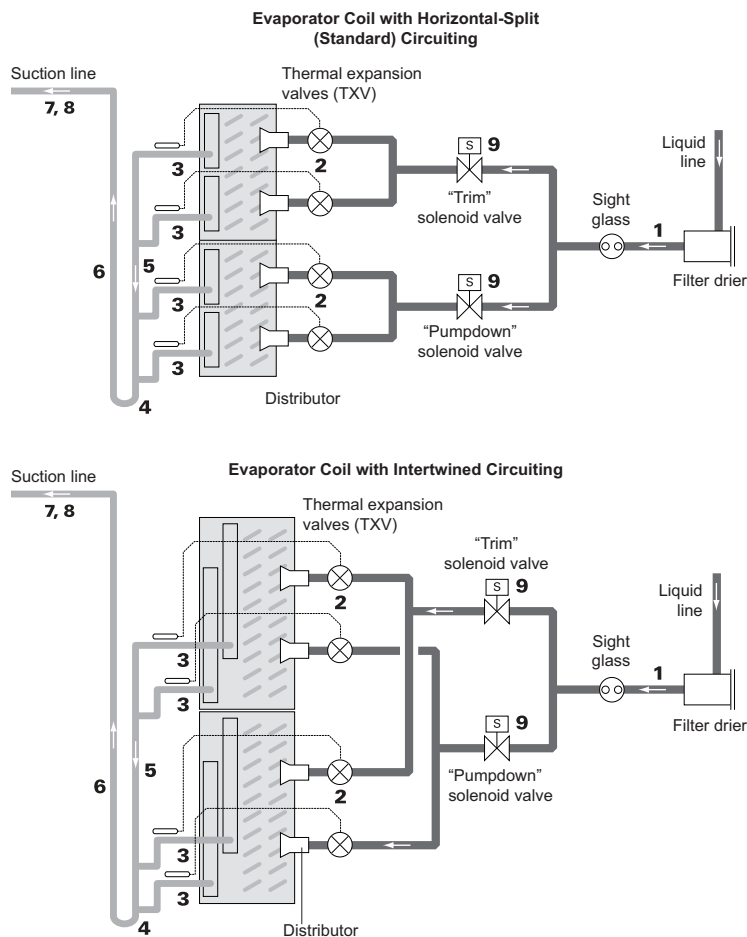 Evaporator Coil with Horizontal-Split
(Standard) Circuiting
Suction line
7, 8
Thermal expansion
valves (TXV)
3
2
S
9
"Trim"
solenoid valve
Liquid
line
Sight
glass
1
Filter drier
3
6
5
3
2
S
9
"Pumpdown"
solenoid valve
3
4
Distributor
Evaporator Coil with Intertwined Circuiting
Suction line
7, 8
Thermal expansion
valves (TXV)
"Trim"
solenoid valve
S
9
2
Liquid
line
Sight
glass
1
Filter drier
3
3
S
9
"Pumpdown"
solenoid valve
6
5
2
3
3
4
Distributor